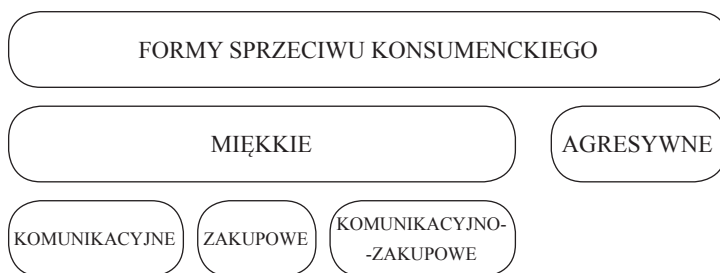 FORMY SPRZECIWU KONSUMENCKIEGO
MIĘKKIE
AGRESYWNE
KOMUNIKACYJNE
ZAKUPOWE
KOMUNIKACYJNO-
-ZAKUPOWE